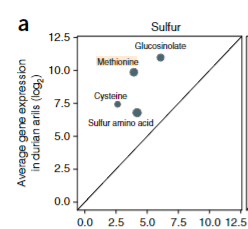 a
Sulfur
Average gene expression
in durian arils (log2)
12.5
10.0
7.5
5.0
2.5
0.0
Glucosinolate
Methionine
Cysteine
Sulfur amino acid
0.0 2.5 5.0 7.5 10.0 12.5